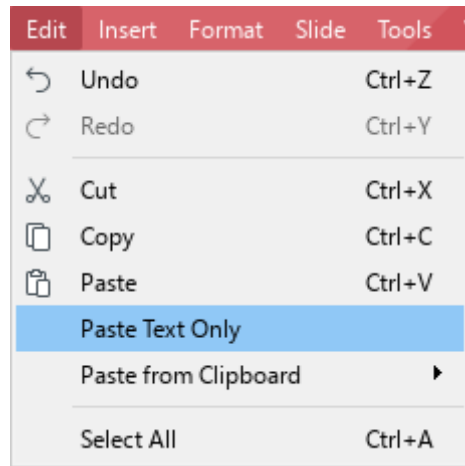 Edit Insert Format Slide Tools
Undo Ctrl+Z
Redo Ctrl+Y
Cut Ctrl+X
Copy Ctrl+C
Paste Ctrl+V
Paste Text Only
Paste from Clipboard
Select All Ctrl+A